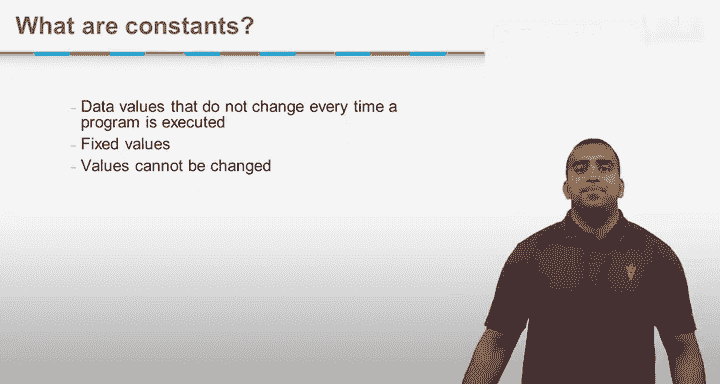 What are constants?
- Data values that do not change every time a
program is executed
- Fixed values
- Values cannot be changed